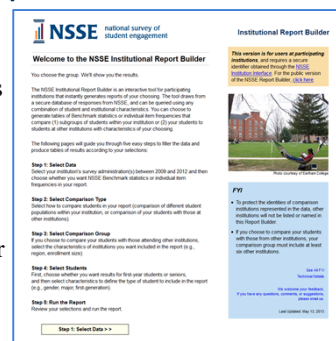 NSSE national survey of
student engagement
Institutional Report Builder
Welcome to the NSSE Institutional Report Builder
You choose the group. We'll show you the results.
The NSSE Institutional Report Builder is an interactive tool for participating
institutions that instantly generates reports of your choosing. The tool draws from
a secure database of responses from NSSE, and can be queried using any
combination of student and institutional characteristics. You can choose to
generate tables of Benchmark statistics or individual item frequencies that
compare (1) subgroups of students within your institution or (2) your students to
students at other institutions with characteristics of your choosing.
The following pages will guide you through five easy steps to filter the data and
produce tables of results according to your selections:
Step 1: Select Data
Select your institution's survey administration(s) between 2009 and 2012 and then
choose whether you want NSSE Benchmark statistics or individual item
frequencies in your report.
Step 2: Select Comparison Type
Select how to compare students in your report (comparison of different student
populations within your institution, or comparison of your students with those at
other institutions).
Step 3: Select Comparison Group
If you choose to compare your students with those attending other institutions,
select the characteristics of institutions you want included in the report (e.g.,
region, enrollment size).
Step 4: Select Students
First, choose whether you want results for first-year students or seniors,
and then select characteristics to define the type of student to include in the report
(e.g., gender, major, first-generation).
Step 5: Run the Report
Review your selections and run the report.
Step 1: Select Data > >
This version is for users at participating
institutions, and requires a secure
identifier obtained through the NSSE
Institution Interface. For the public version
of the NSSE Report Builder, click here.
Photo courtesy of Earlham College
FYI
• To protect the identities of comparison
institutions represented in the data, other
institutions will not be listed or named in
this Report Builder.
• If you choose to compare your students
with those from other institutions, your
comparison group must include at least
six other institutions.
See All FYI
Technical Details
We welcome your feedback.
If you have any questions, comments, or suggestions,
please email us.
Last updated: May 13, 2013
s
r